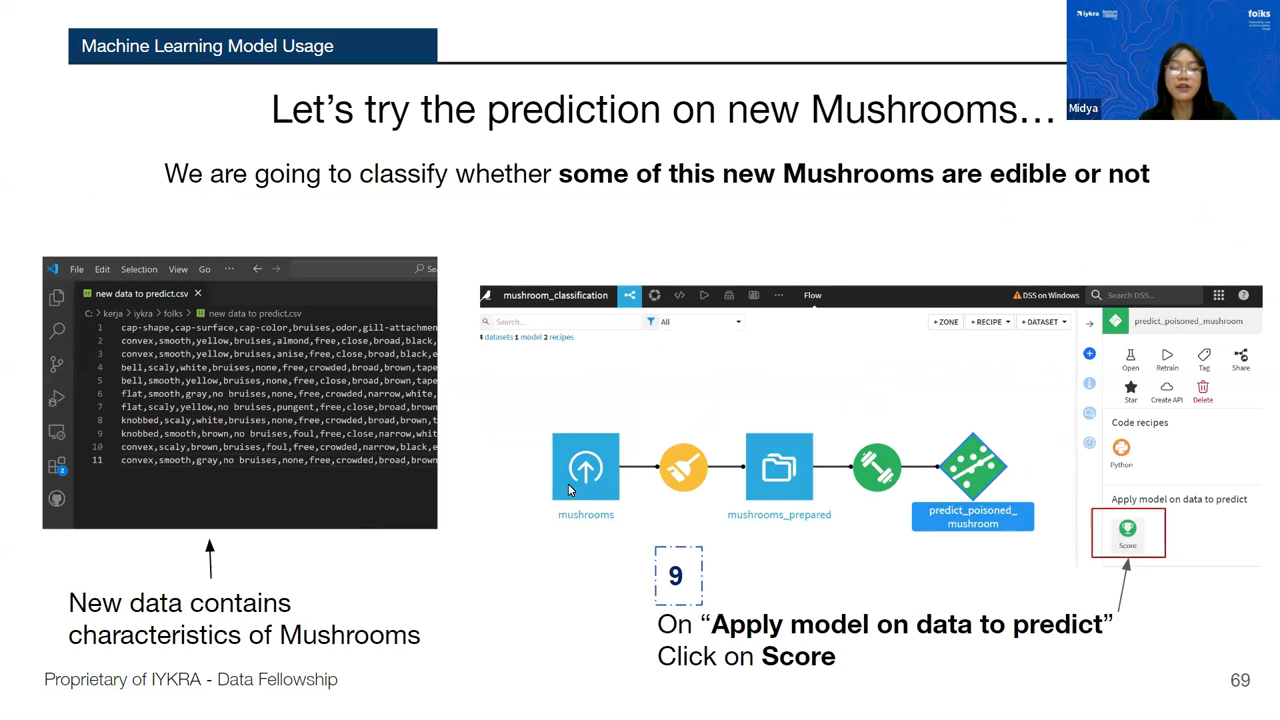 Machine Learning Model Usage
iykra
foiks
Midya
Let's try the prediction on new Mushrooms…
We are going to classify whether some of this new Mushrooms are edible or not
File Edit Selection View Go ···
new data to predict.csv
C: > kerja > iykra > folks > new data to predict.csv
1 cap-shape,cap-surface,cap-color,bruises,odor,gill-attachmen
2 convex,smooth,yellow,bruises,almond,free,close,broad,black,
3 convex,smooth,yellow,bruises,anise,free,close,broad,black,e
4 bell,scaly,white,bruises,none,free,crowded,broad,brown,tape
5 bell,smooth,yellow,bruises,none,free,close,broad,brown,tap
6 flat,smooth,gray,no bruises,none,free,crowded,narrow,white,
7 flat,scaly,yellow,no bruises,pungent,free,close,broad,brown
8 knobbed,scaly,white,bruises,none,free,crowded,broad,brown,
9 knobbed,smooth,brown,no bruises,foul,free,close,narrow,whit
10 convex,scaly,brown,bruises,foul,free,crowded,narrow,black,e
11 convex,smooth,gray,no bruises,none,free,crowded,broad,brown
2
New data contains
characteristics of Mushrooms
mushroom_classification
Flow
DSS on Windows
Search DSS...
Search...
All
+ ZONE
+ RECIPE
+ DATASET
datasets 1 model 2 recipes
mushrooms
mushrooms_prepared
predict_poisoned_
mushroom
predict_poisoned_mushroom
Open Retrain Tag Share
Star Create API Delete
Code recipes
Python
Apply model on data to predict
Score
9
On “Apply model on data to predict”
Click on Score
Proprietary of IYKRA - Data Fellowship
69